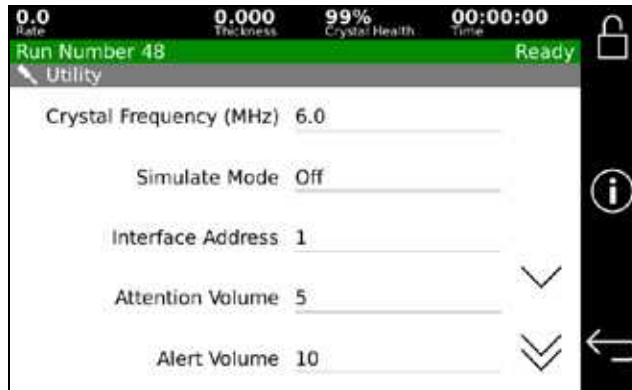 0.0 0.000 99% 00:00:00
Rate Thickness Crystal Health Time
Run Number 48 Ready
Utility
Crystal Frequency (MHz) 6.0
Simulate Mode Off
Interface Address 1
Attention Volume 5
Alert Volume 10